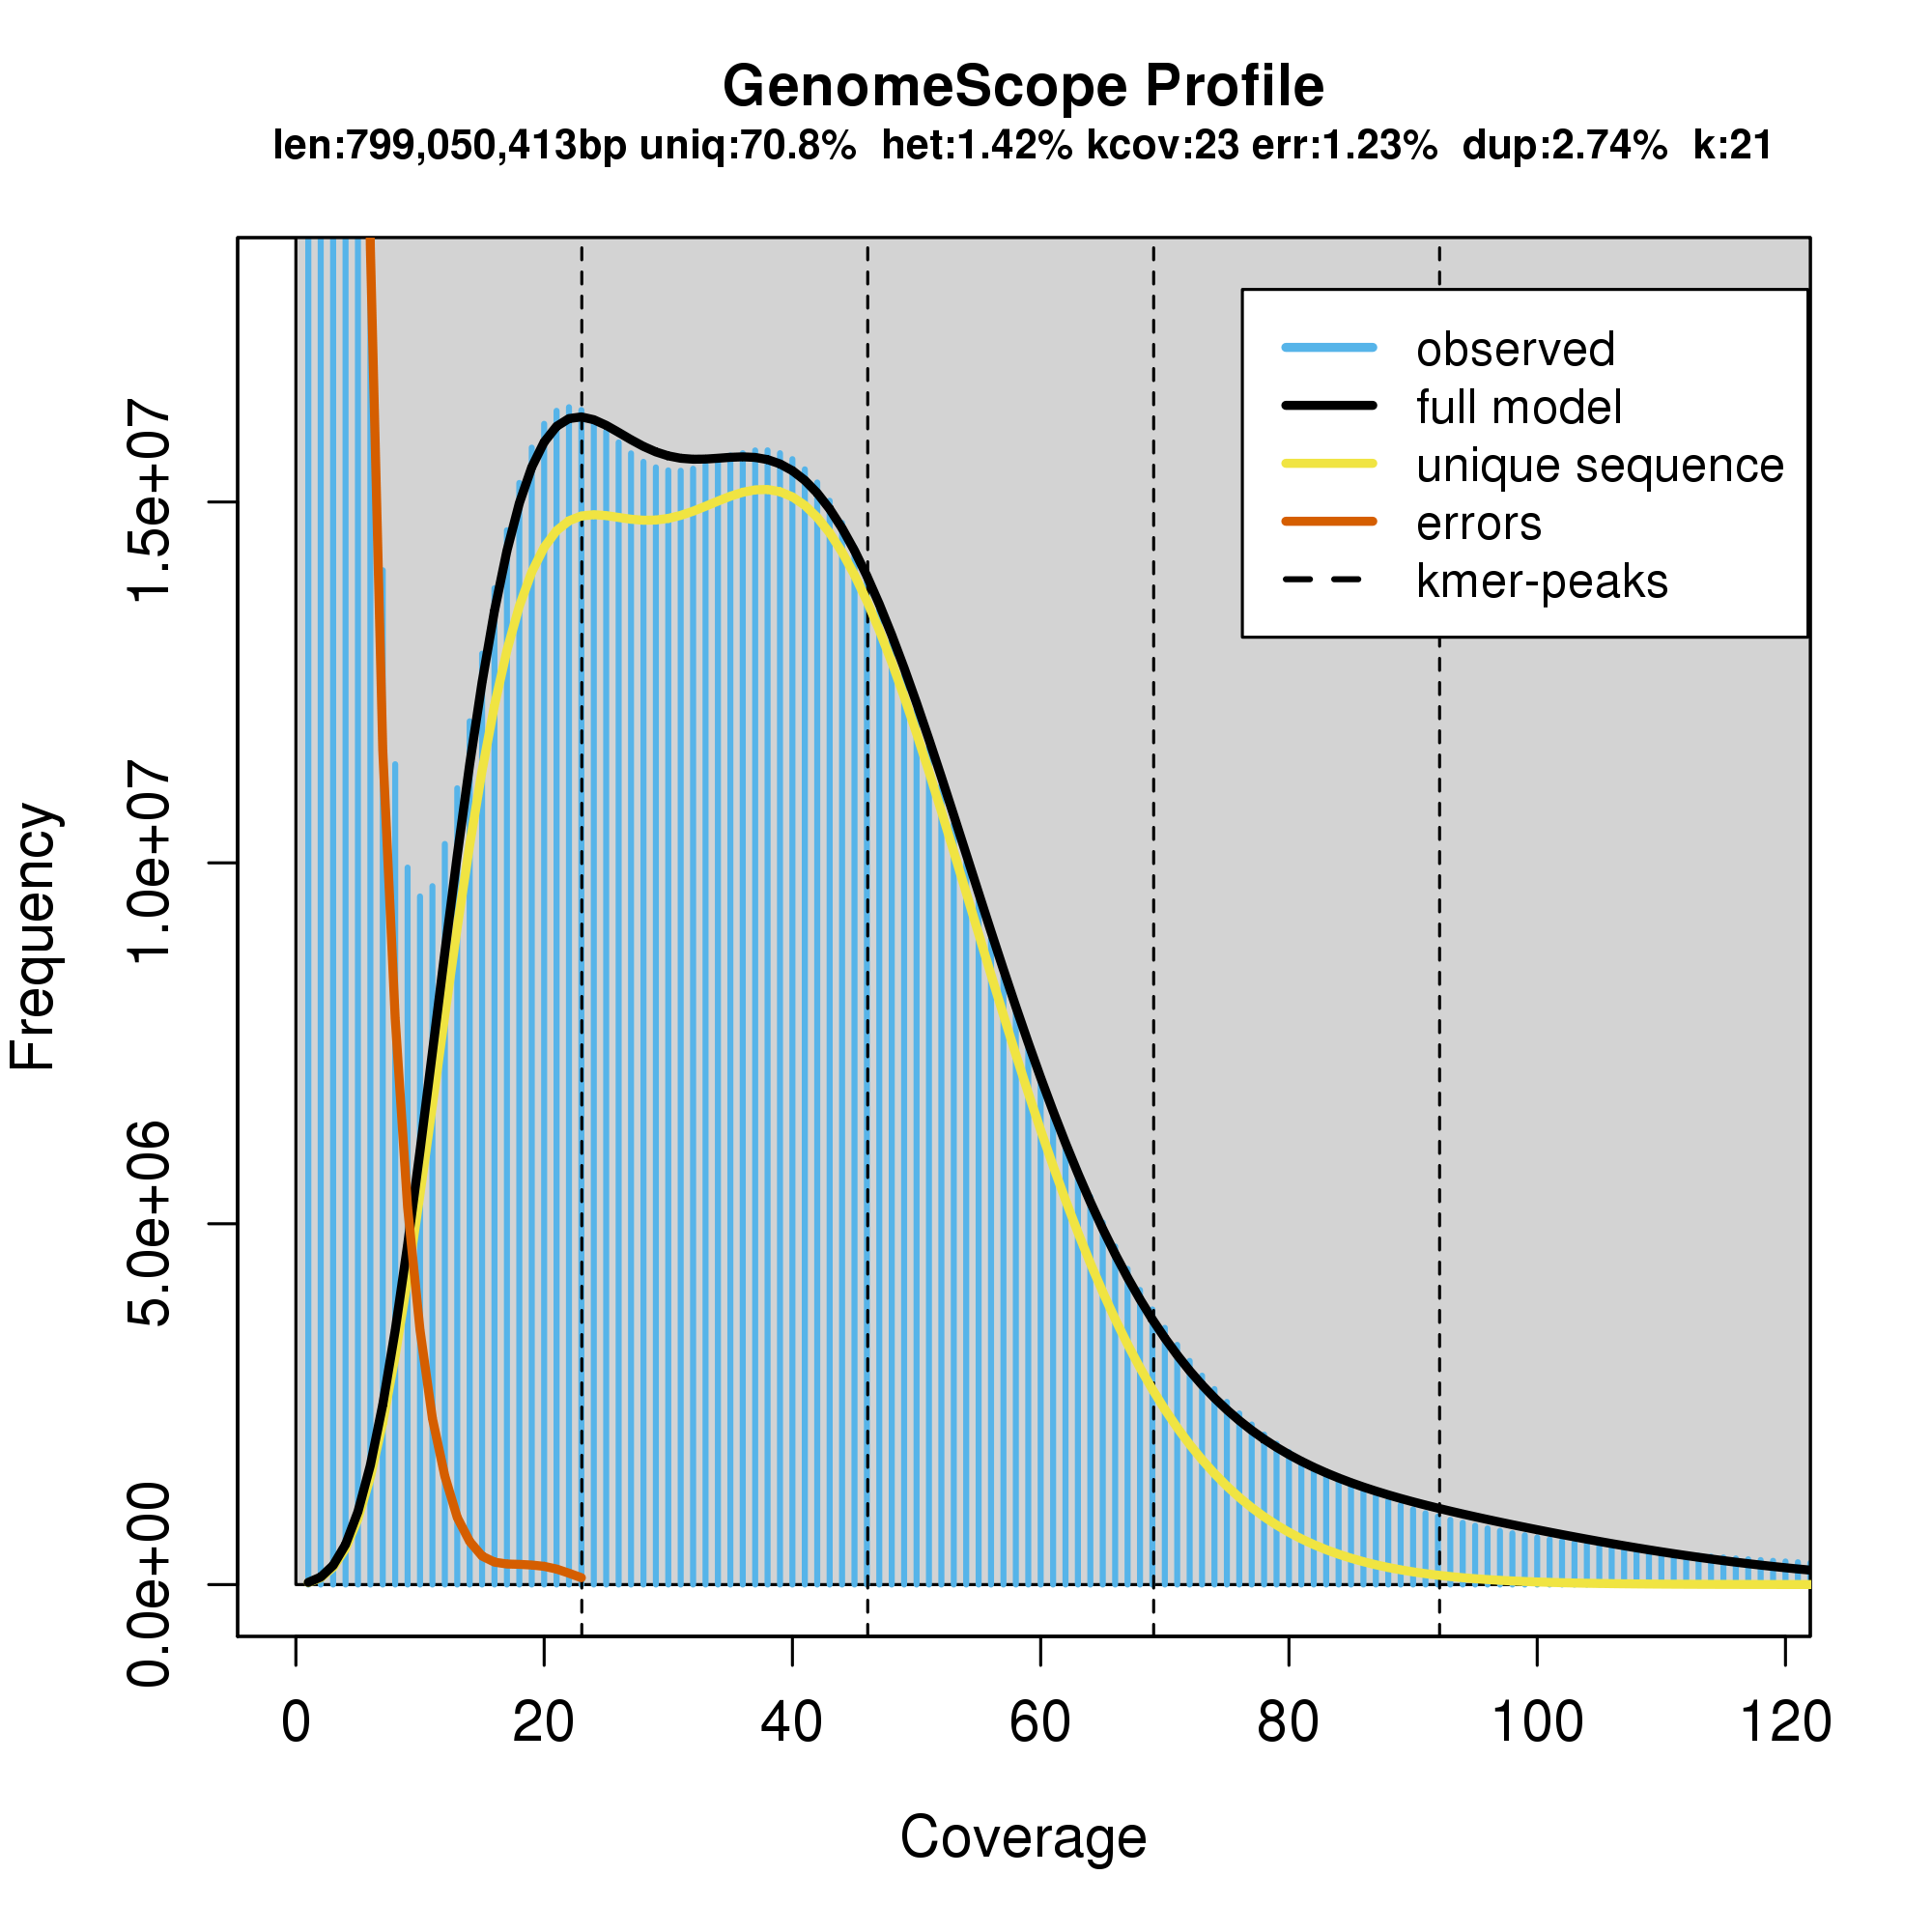 GenomeScope Profile
len:799,050,413bp uniq:70.8% het:1.42% kcov:23 err:1.23% dup:2.74% k:21
observed
full model
unique sequence
errors
kmer-peaks
Frequency
1.5e+07
1.0e+07
5.0e+06
0.0e+00
0 20 40 60 80 100 120
Coverage